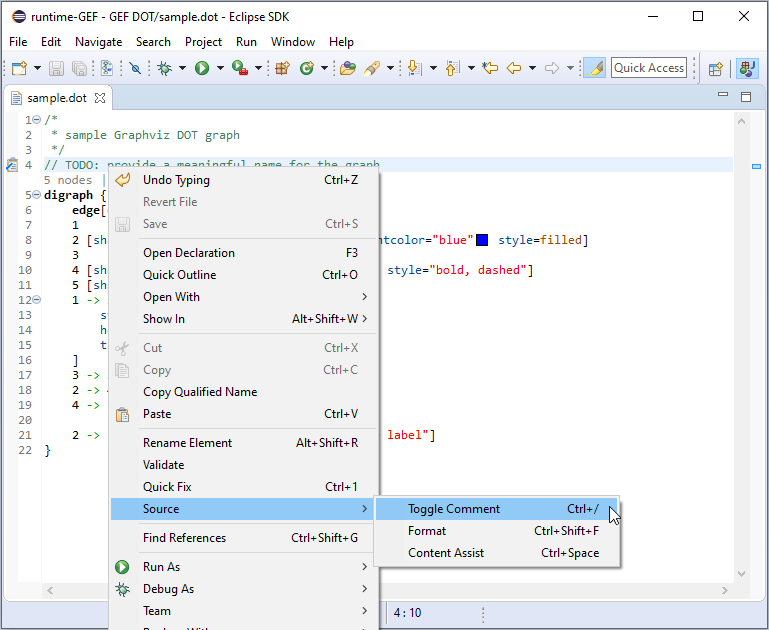 runtime-GEF - GEF DOT/sample.dot - Eclipse SDK
File Edit Navigate Search Project Run Window Help
Quick Access
sample.dot
1 /*
2 * sample Graphviz DOT graph
3 */
4 // TODO: provide a meaningful name for the graph
5 nodes |
5 digraph {
6 edge[
7 1
8 2 [sh ntcolor="blue" style=filled]
9 3
10 4 [sh style="bold, dashed"]
11 5 [sh
12 1 ->
13 s
14 h
15 t
16 ]
17 3 ->
18 2 ->
19 4 ->
20
21 2 -> label"]
22 }
Undo Typing Ctrl+Z
Revert File
Save Ctrl+S
Open Declaration F3
Quick Outline Ctrl+O
Open With
Show In Alt+Shift+W
Cut Ctrl+X
Copy Ctrl+C
Copy Qualified Name
Paste Ctrl+V
Rename Element Alt+Shift+R
Validate
Quick Fix Ctrl+1
Source
Find References Ctrl+Shift+G
Run As
Debug As
Team
Toggle Comment Ctrl+/
Format Ctrl+Shift+F
Content Assist Ctrl+Space
4 : 10